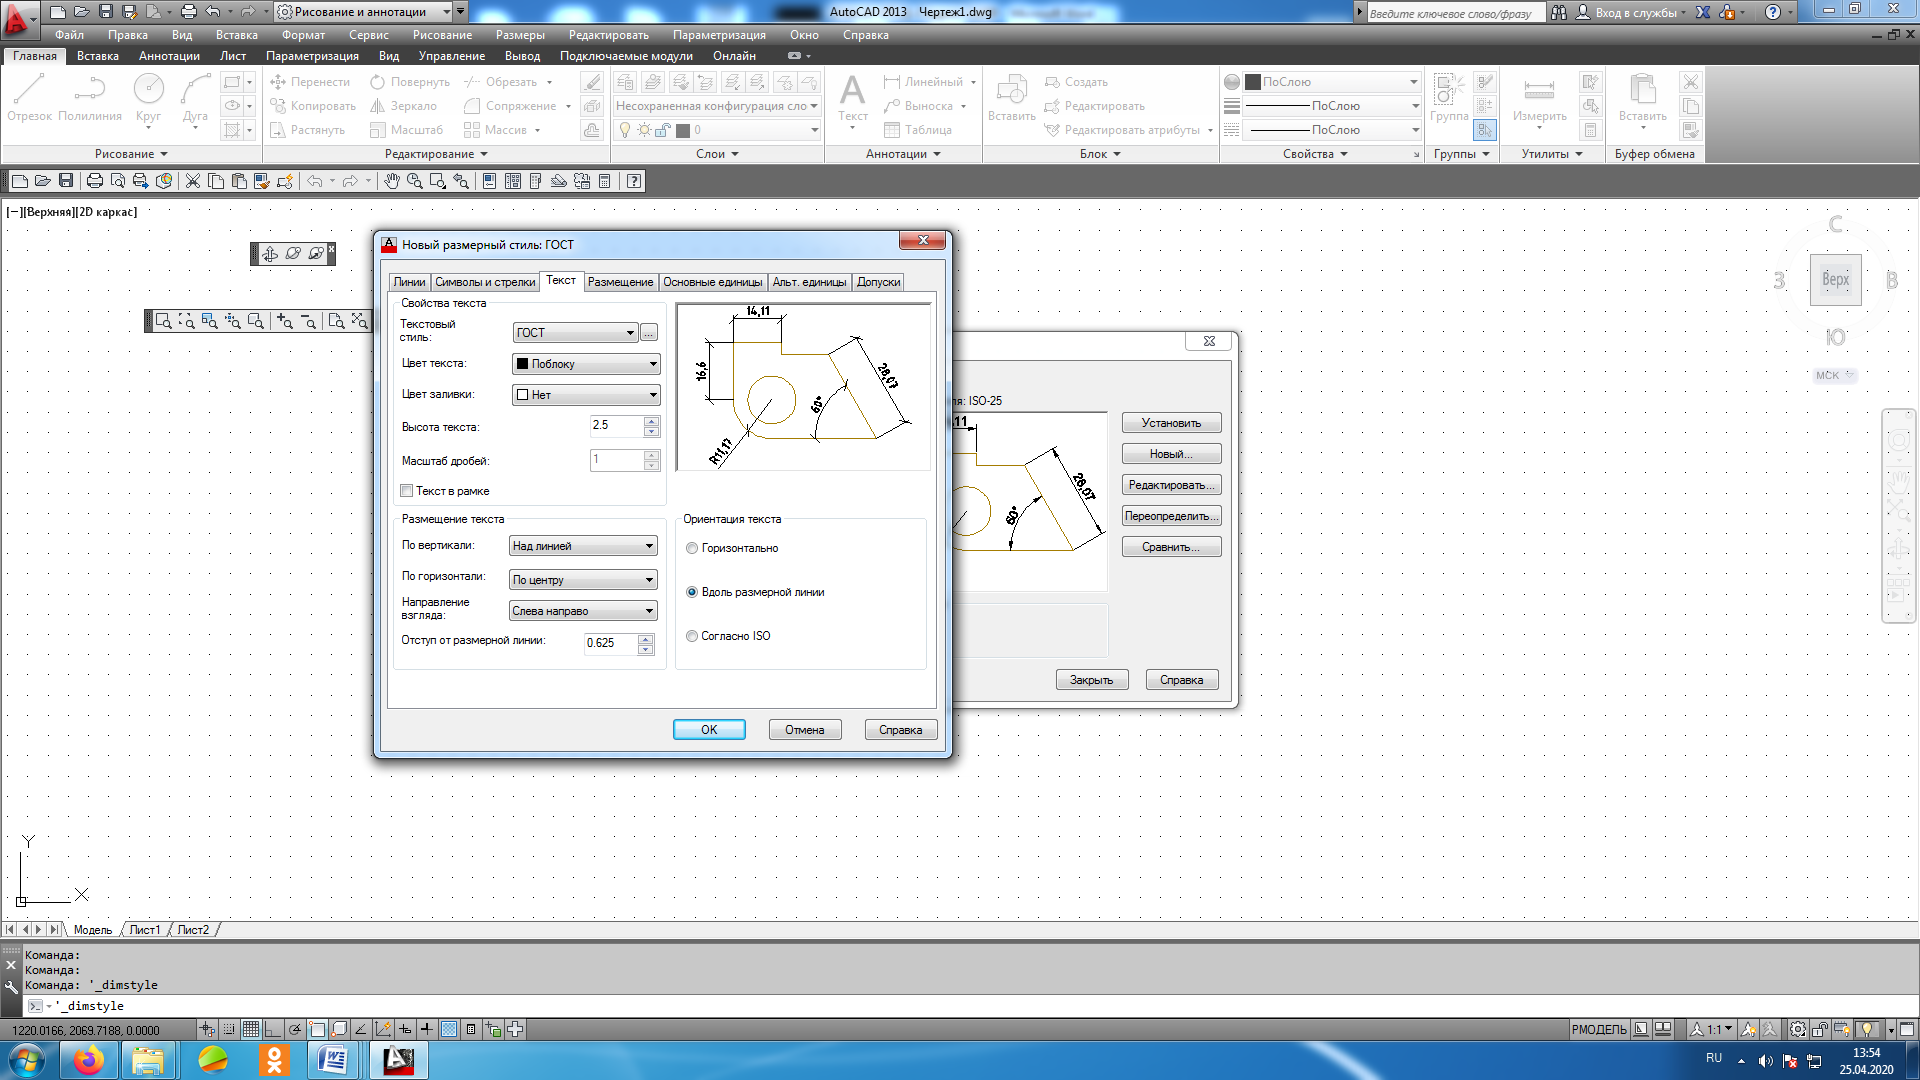 Рисование и аннотации
AutoCAD 2013 Чертеж1.dwg
Введите ключевое слово/фразу
Вход в службы
Файл Правка Вид Вставка Формат Сервис Рисование Размеры Редактировать Параметризация Окно Справка
Главная Вставка Аннотации Лист Параметризация Вид Управление Вывод Подключаемые модули Онлайн
Отрезок Полилиния Круг Дуга
Перенести Повернуть Обрезать
Копировать Зеркало Сопряжение
Растянуть Масштаб Массив
Несохраненная конфигурация сло
0
Текст
Линейный
Выноска
Таблица
Вставить
Создать
Редактировать
Редактировать атрибуты
ПоСлою
ПоСлою
ПоСлою
Группа
Измерить
Вставить
Рисование Редактирование Слои Аннотации Блок Свойства Группы Утилиты Буфер обмена
[−][Верхняя][2D каркас]
С
З Верх В
Ю
МСК
Новый размерный стиль: ГОСТ
Линии Символы и стрелки Текст Размещение Основные единицы Альт. единицы Допуски
Свойства текста
Текстовый стиль: ГОСТ ...
Цвет текста: Поблоку
Цвет заливки: Нет
Высота текста: 2.5
Масштаб дробей: 1
Текст в рамке
14,11
16,6
28,07
60°
R11,17
Размещение текста
По вертикали: Над линией
По горизонтали: По центру
Направление взгляда: Слева направо
Отступ от размерной линии: 0.625
Ориентация текста
Горизонтально
Вдоль размерной линии
Согласно ISO
OK Отмена Справка
ля: ISO-25
,11
28,07
60°
Установить
Новый...
Редактировать...
Переопределить...
Сравнить...
Закрыть Справка
Y
X
Модель Лист1 Лист2
Команда:
Команда:
Команда: '_dimstyle
'_dimstyle
1220.0166, 2069.7188, 0.0000
РМОДЕЛЬ
1:1
RU
13:54
25.04.2020